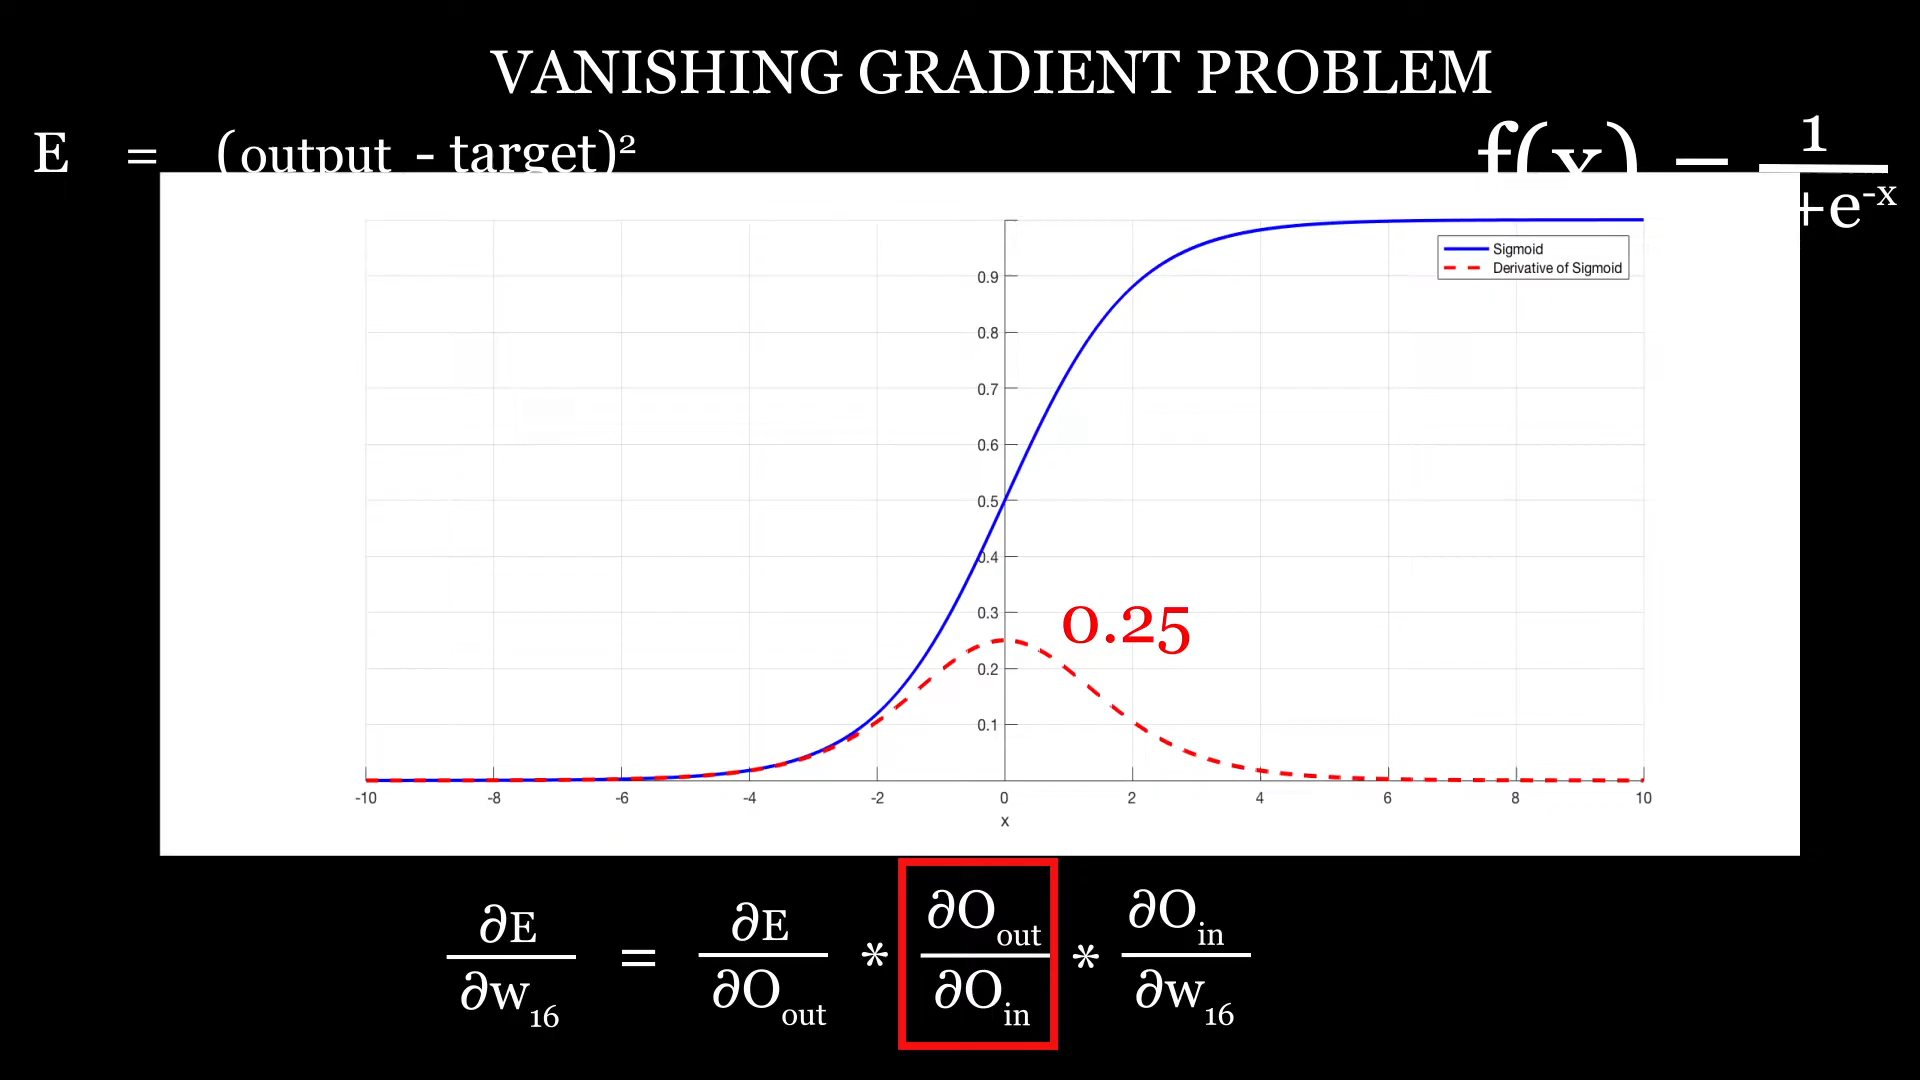 VANISHING GRADIENT PROBLEM
E = (output - target)²
f(x) = 1
+e⁻ˣ
Sigmoid
Derivative of Sigmoid
0.9
0.8
0.7
0.6
0.5
0.4
0.3
0.25
0.2
0.1
-10 -8 -6 -4 -2 0 2 4 6 8 10
x
∂E = ∂E * ∂Oout * ∂Oin
∂w16 ∂Oout ∂Oin ∂w16